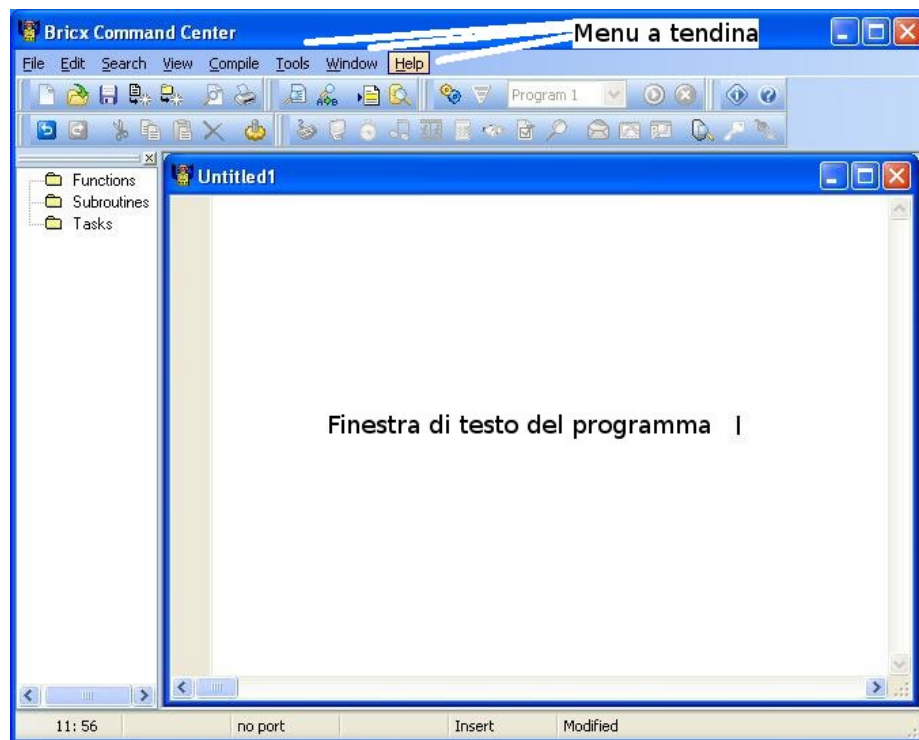 Bricx Command Center
Menu a tendina
File Edit Search View Compile Tools Window Help
Program 1
Functions
Subroutines
Tasks
Untitled1
Finestra di testo del programma |
11: 56 no port Insert Modified